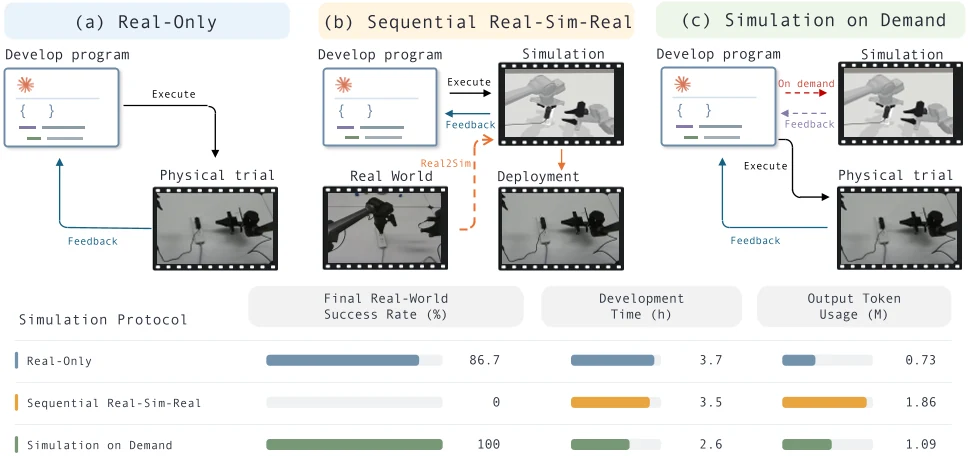 (a) Real-Only
(b) Sequential Real-Sim-Real
(c) Simulation on Demand
Develop program
{ }
Execute
Physical trial
Feedback
Develop program
{ }
Execute
Feedback
Simulation
Real2Sim
Real World
Deployment
Develop program
{ }
On demand
Feedback
Simulation
Execute
Physical trial
Feedback
Simulation Protocol
Final Real-World
Success Rate (%)
Development
Time (h)
Output Token
Usage (M)
Real-Only 86.7 3.7 0.73
Sequential Real-Sim-Real 0 3.5 1.86
Simulation on Demand 100 2.6 1.09